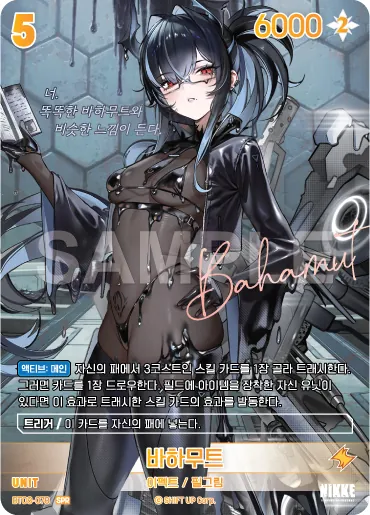 5
6000
2
너.
똑똑한 바하무트와
비슷한 느낌이 든다.
SAMPLE
Bahamut
액티브: 메인 자신의 패에서 3코스트인 스킬 카드를 1장 골라 트래시한다.
그러면 카드를 1장 드로우한다. 필드에 아이템을 장착한 자신 유닛이
있다면 이 효과로 트래시한 스킬 카드의 효과를 발동한다.
트리거 / 이 카드를 자신의 패에 넣는다.
바하무트
UNIT
이펙트 / 필그림
SPR
© SHIFT UP Corp.
NIKKE